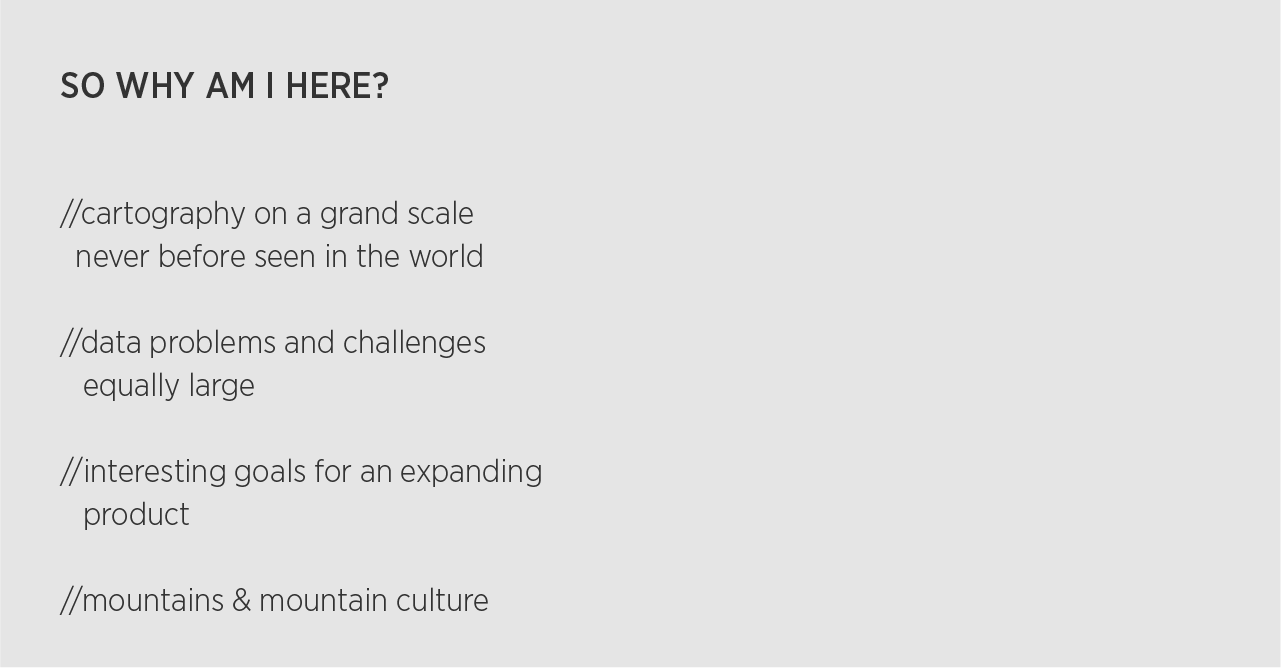 SO WHY AM I HERE?
//cartography on a grand scale
never before seen in the world
//data problems and challenges
equally large
//interesting goals for an expanding
product
//mountains & mountain culture